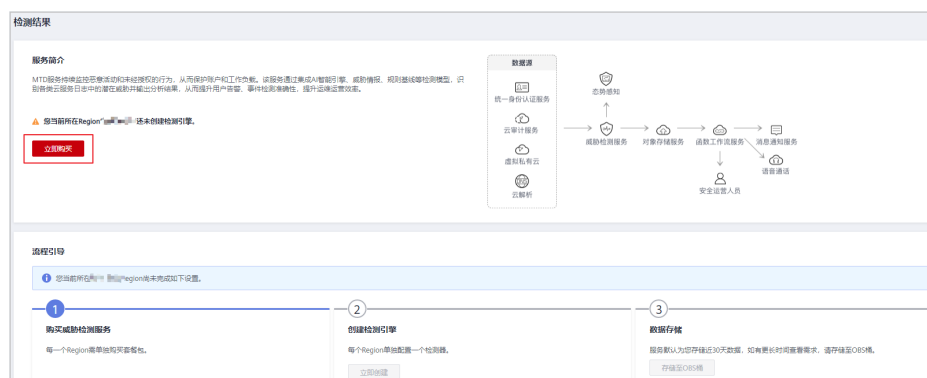 检测结果
服务简介
MTD服务持续监控恶意活动和未经授权的行为，从而保护账户和工作负载。该服务通过集成AI智能引擎、威胁情报、规则基线等检测模型，识
别各类云服务日志中的潜在威胁并输出分析结果，从而提升用户告警、事件检测准确性，提升运维运营效率。
您当前所在Region“ ”还未创建检测引擎。
立即购买
数据源
统一身份认证服务
云审计服务
虚拟私有云
云解析
态势感知
威胁检测服务
对象存储服务
函数工作流服务
消息通知服务
语音通话
安全运营人员
流程引导
您当前所在 Region尚未完成如下设置。
1
2
3
购买威胁检测服务
创建检测引擎
数据存储
每一个Region需单独购买套餐包。
每个Region单独配置一个检测器。
服务默认为您存储近30天数据，如有更长时间查看需求，请存储至OBS桶。
立即创建
存储至OBS桶